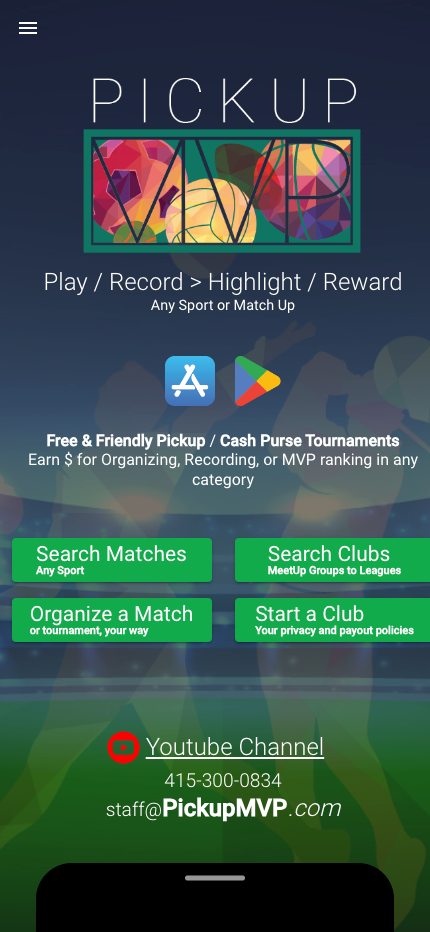 PICKUP
MVP
Play / Record > Highlight / Reward
Any Sport or Match Up
Free & Friendly Pickup / Cash Purse Tournaments
Earn $ for Organizing, Recording, or MVP ranking in any
category
Search Matches
Any Sport
Search Clubs
MeetUp Groups to Leagues
Organize a Match
or tournament, your way
Start a Club
Your privacy and payout policies
Youtube Channel
415-300-0834
staff@PickupMVP.com